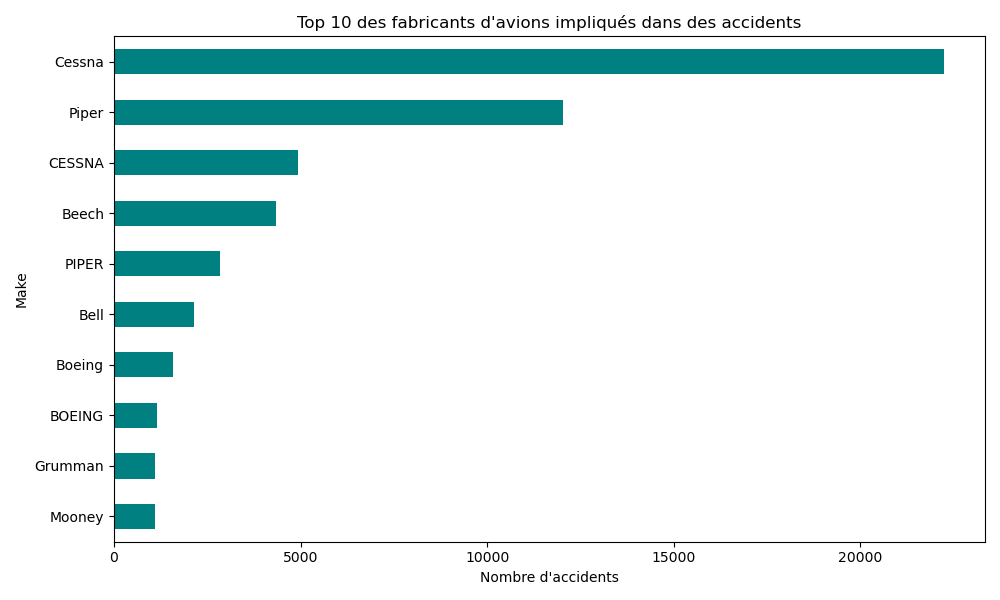 Top 10 des fabricants d'avions impliqués dans des accidents
Cessna
Piper
CESSNA
Beech
PIPER
Bell
Boeing
BOEING
Grumman
Mooney
Make
0 5000 10000 15000 20000
Nombre d'accidents